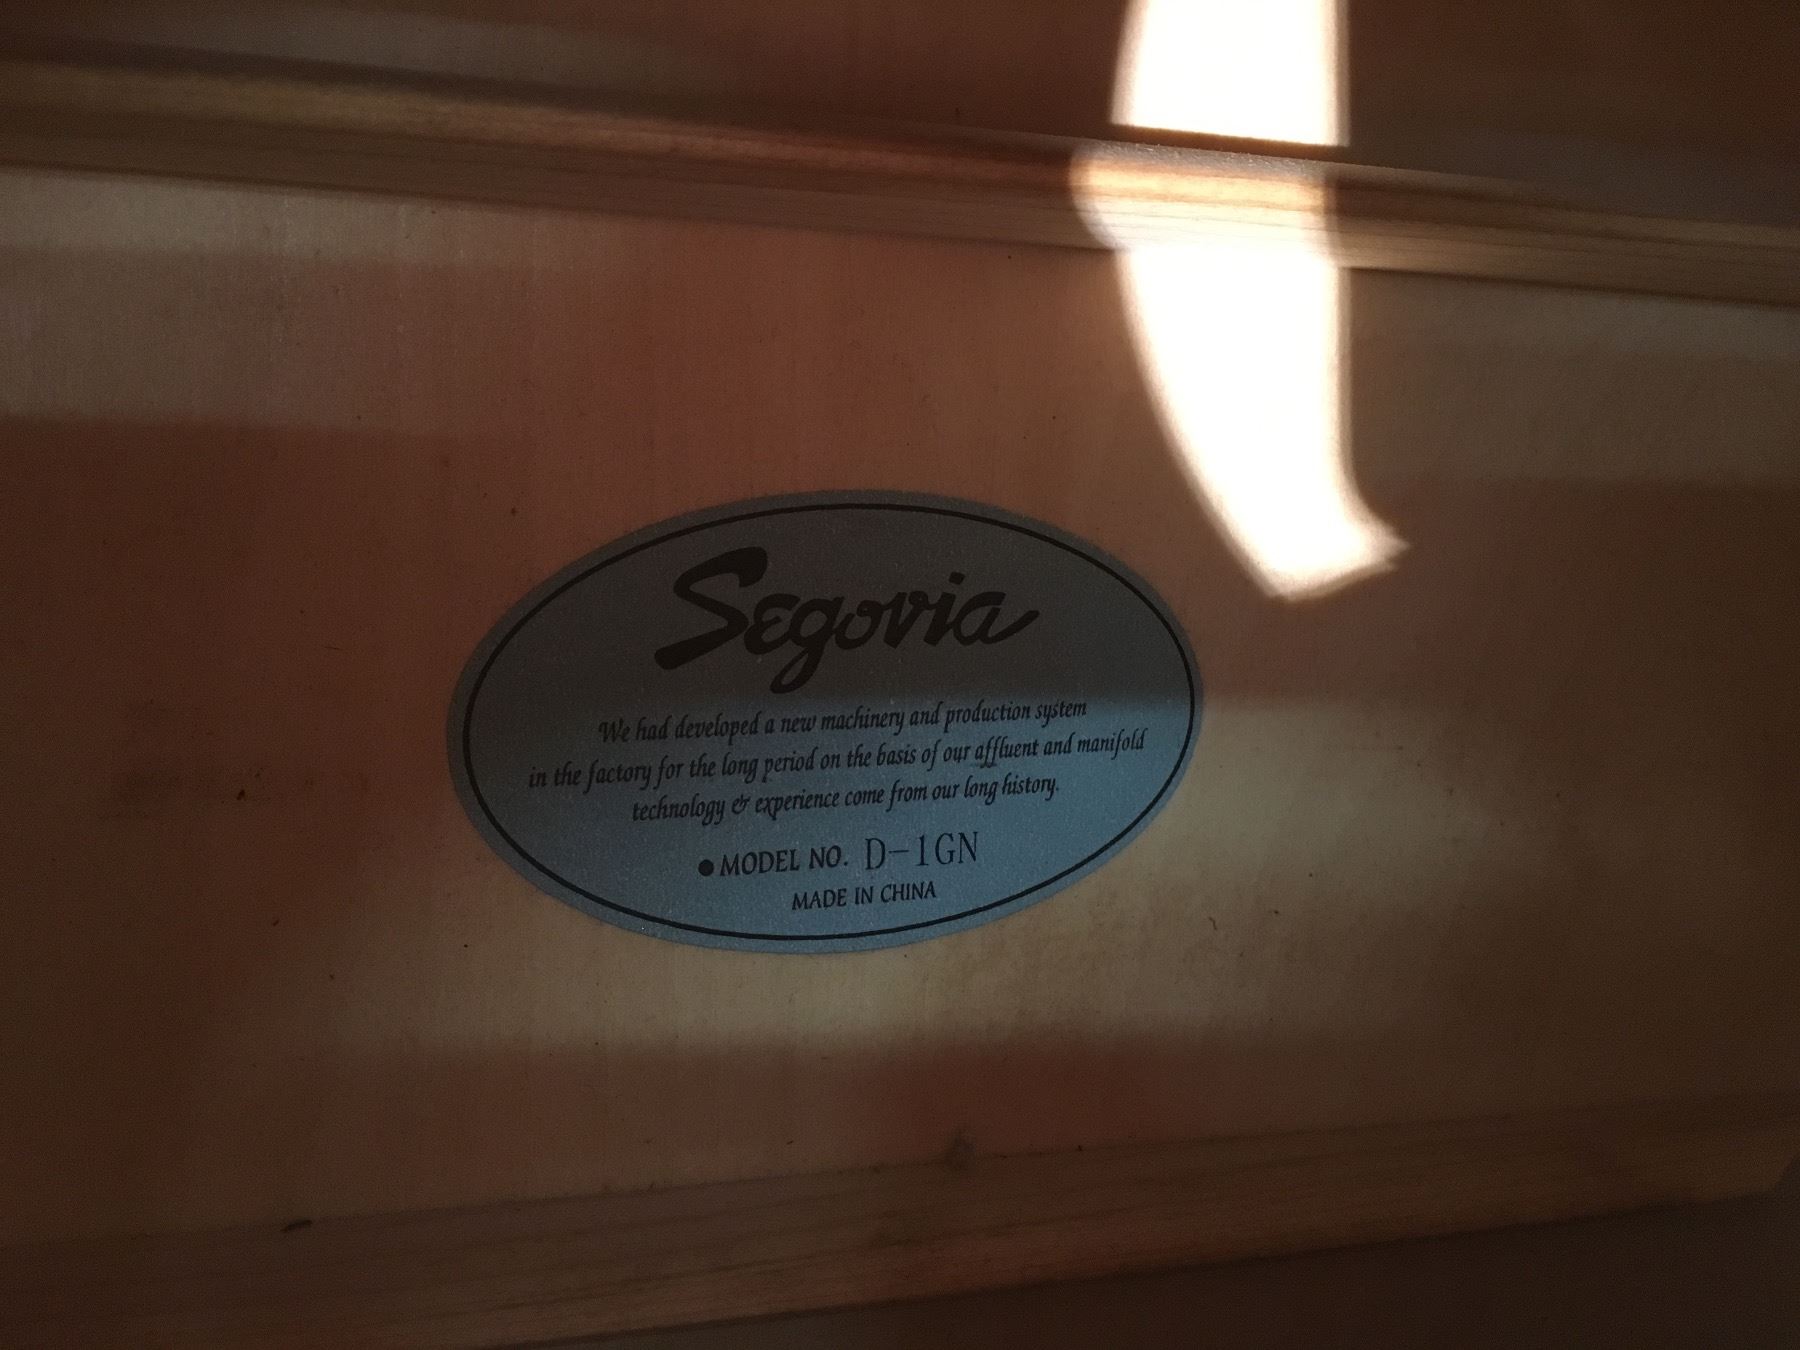 Segovia
We had developed a new machinery and production system
in the factory for the long period on the basis of our affluent and manifold
technology & experience come from our long history.
●MODEL NO. D-1GN
MADE IN CHINA